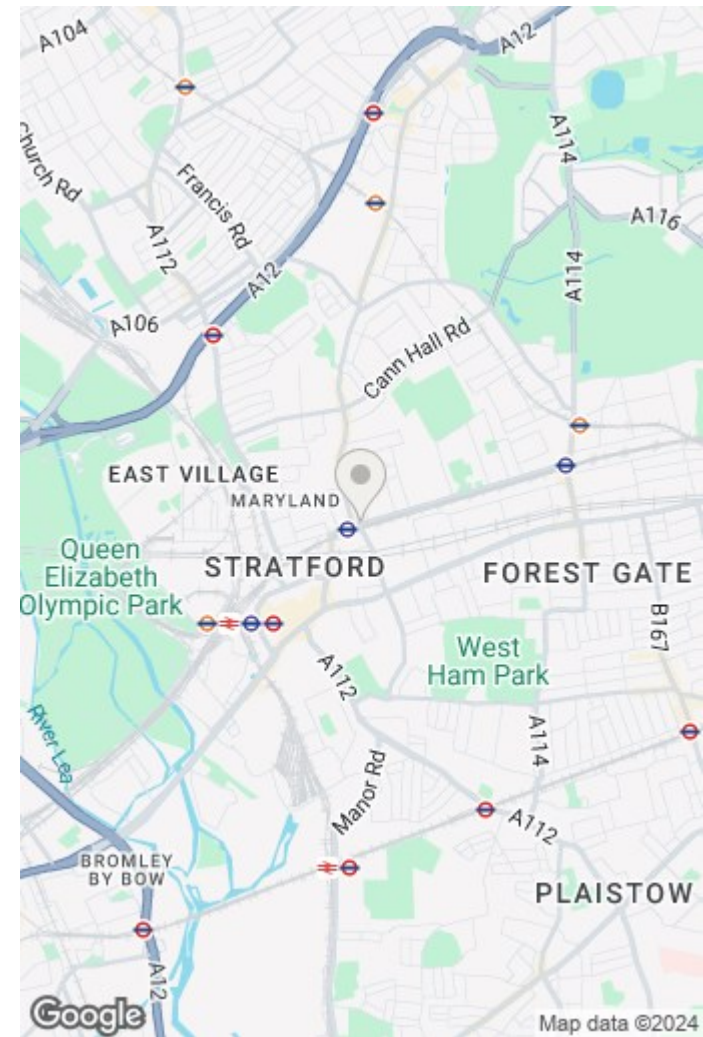 A104
A12
Church Rd
Francis Rd
A114
A116
A112
A12
A114
A106
Cann Hall Rd
EAST VILLAGE
MARYLAND
Queen
Elizabeth
Olympic Park
STRATFORD
FOREST GATE
B167
West
Ham Park
A112
River Lea
A114
Manor Rd
A112
BROMLEY
BY BOW
PLAISTOW
A12
Google
Map data ©2024